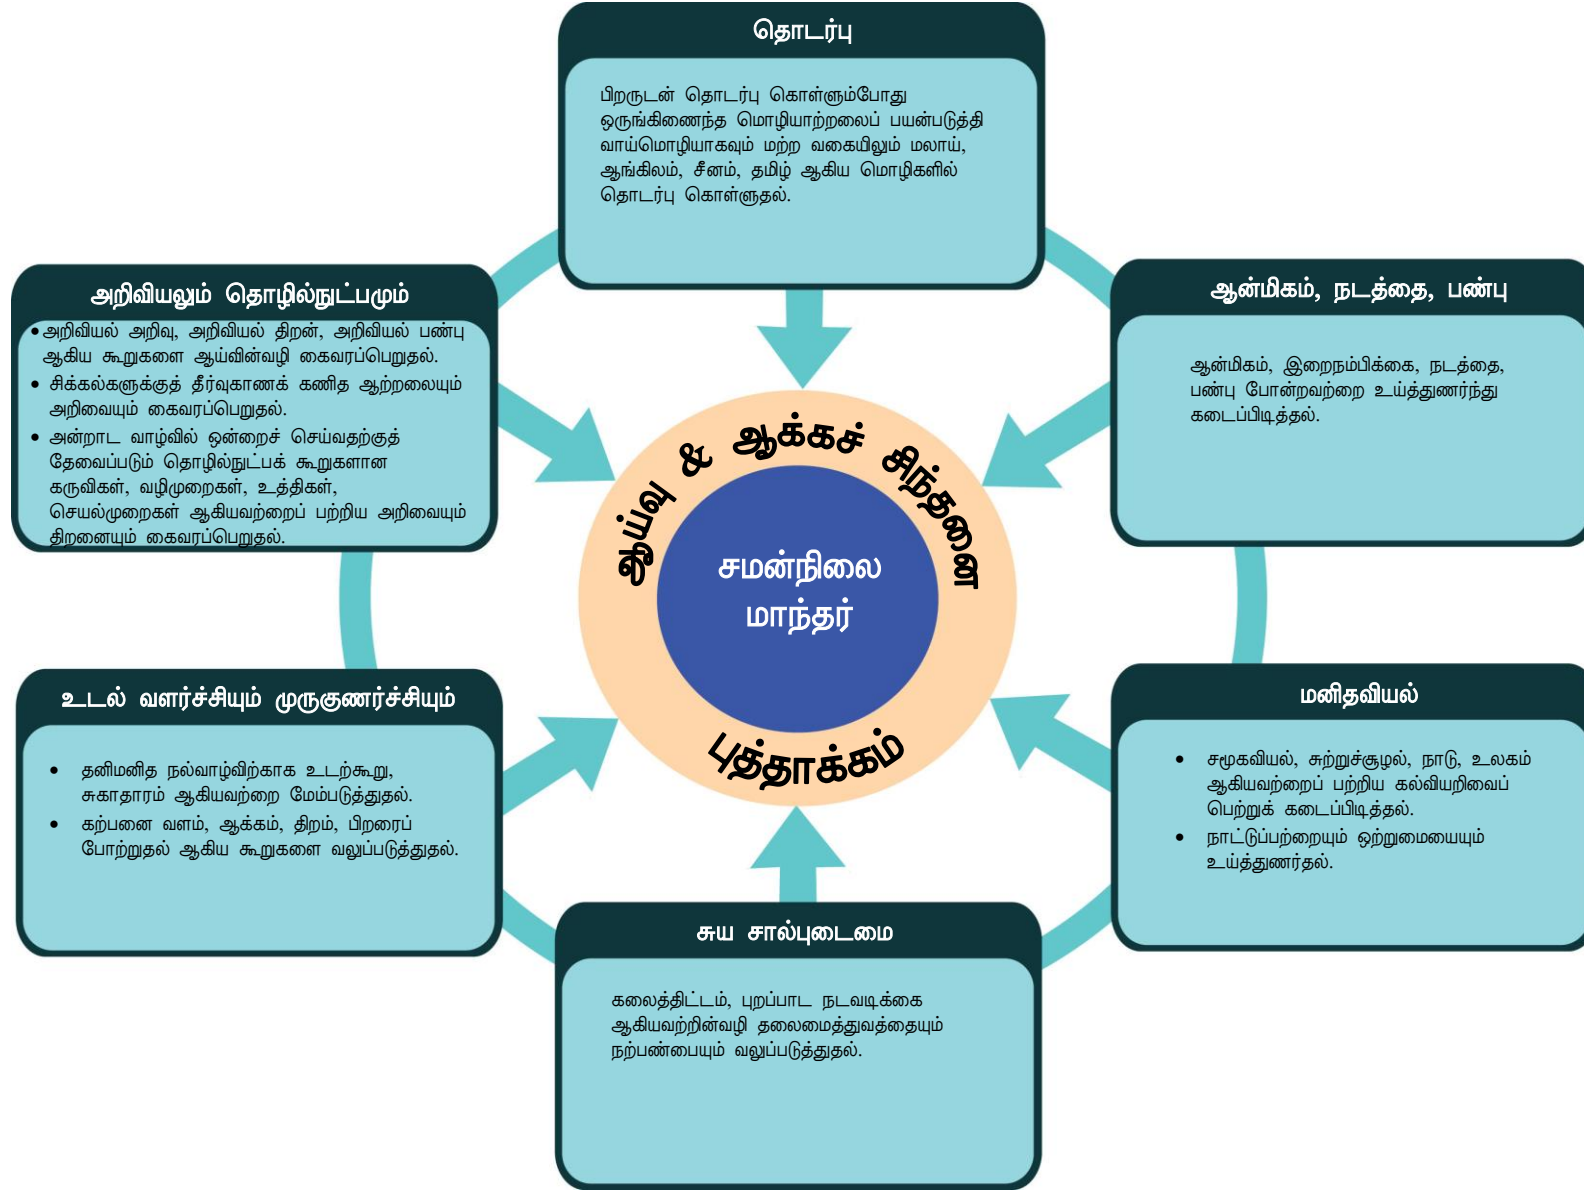 தொடர்பு
பிறருடன் தொடர்பு கொள்ளும்போது
ஒருங்கிணைந்த மொழியாற்றலைப் பயன்படுத்தி
வாய்மொழியாகவும் மற்ற வகையிலும் மலாய்,
ஆங்கிலம், சீனம், தமிழ் ஆகிய மொழிகளில்
தொடர்பு கொள்ளுதல்.
அறிவியலும் தொழில்நுட்பமும்
• அறிவியல் அறிவு, அறிவியல் திறன், அறிவியல் பண்பு
ஆகிய கூறுகளை ஆய்வின்வழி கைவரப்பெறுதல்.
• சிக்கல்களுக்குத் தீர்வுகாணக் கணித ஆற்றலையும்
அறிவையும் கைவரப்பெறுதல்.
• அன்றாட வாழ்வில் ஒன்றைச் செய்வதற்குத்
தேவைப்படும் தொழில்நுட்பக் கூறுகளான
கருவிகள், வழிமுறைகள், உத்திகள்,
செயல்முறைகள் ஆகியவற்றைப் பற்றிய அறிவையும்
திறனையும் கைவரப்பெறுதல்.
ஆன்மிகம், நடத்தை, பண்பு
ஆன்மிகம், இறைநம்பிக்கை, நடத்தை,
பண்பு போன்றவற்றை உய்த்துணர்ந்து
கடைப்பிடித்தல்.
ஆய்வு & ஆக்கச் சிந்தனை
சமன்நிலை
மாந்தர்
புத்தாக்கம்
உடல் வளர்ச்சியும் முருகுணர்ச்சியும்
• தனிமனித நல்வாழ்விற்காக உடற்கூறு,
சுகாதாரம் ஆகியவற்றை மேம்படுத்துதல்.
• கற்பனை வளம், ஆக்கம், திறம், பிறரைப்
போற்றுதல் ஆகிய கூறுகளை வலுப்படுத்துதல்.
மனிதவியல்
• சமூகவியல், சுற்றுச்சூழல், நாடு, உலகம்
ஆகியவற்றைப் பற்றிய கல்வியறிவைப்
பெற்றுக் கடைப்பிடித்தல்.
• நாட்டுப்பற்றையும் ஒற்றுமையையும்
உய்த்துணர்தல்.
சுய சால்புடைமை
கலைத்திட்டம், புறப்பாட நடவடிக்கை
ஆகியவற்றின்வழி தலைமைத்துவத்தையும்
நற்பண்பையும் வலுப்படுத்துதல்.